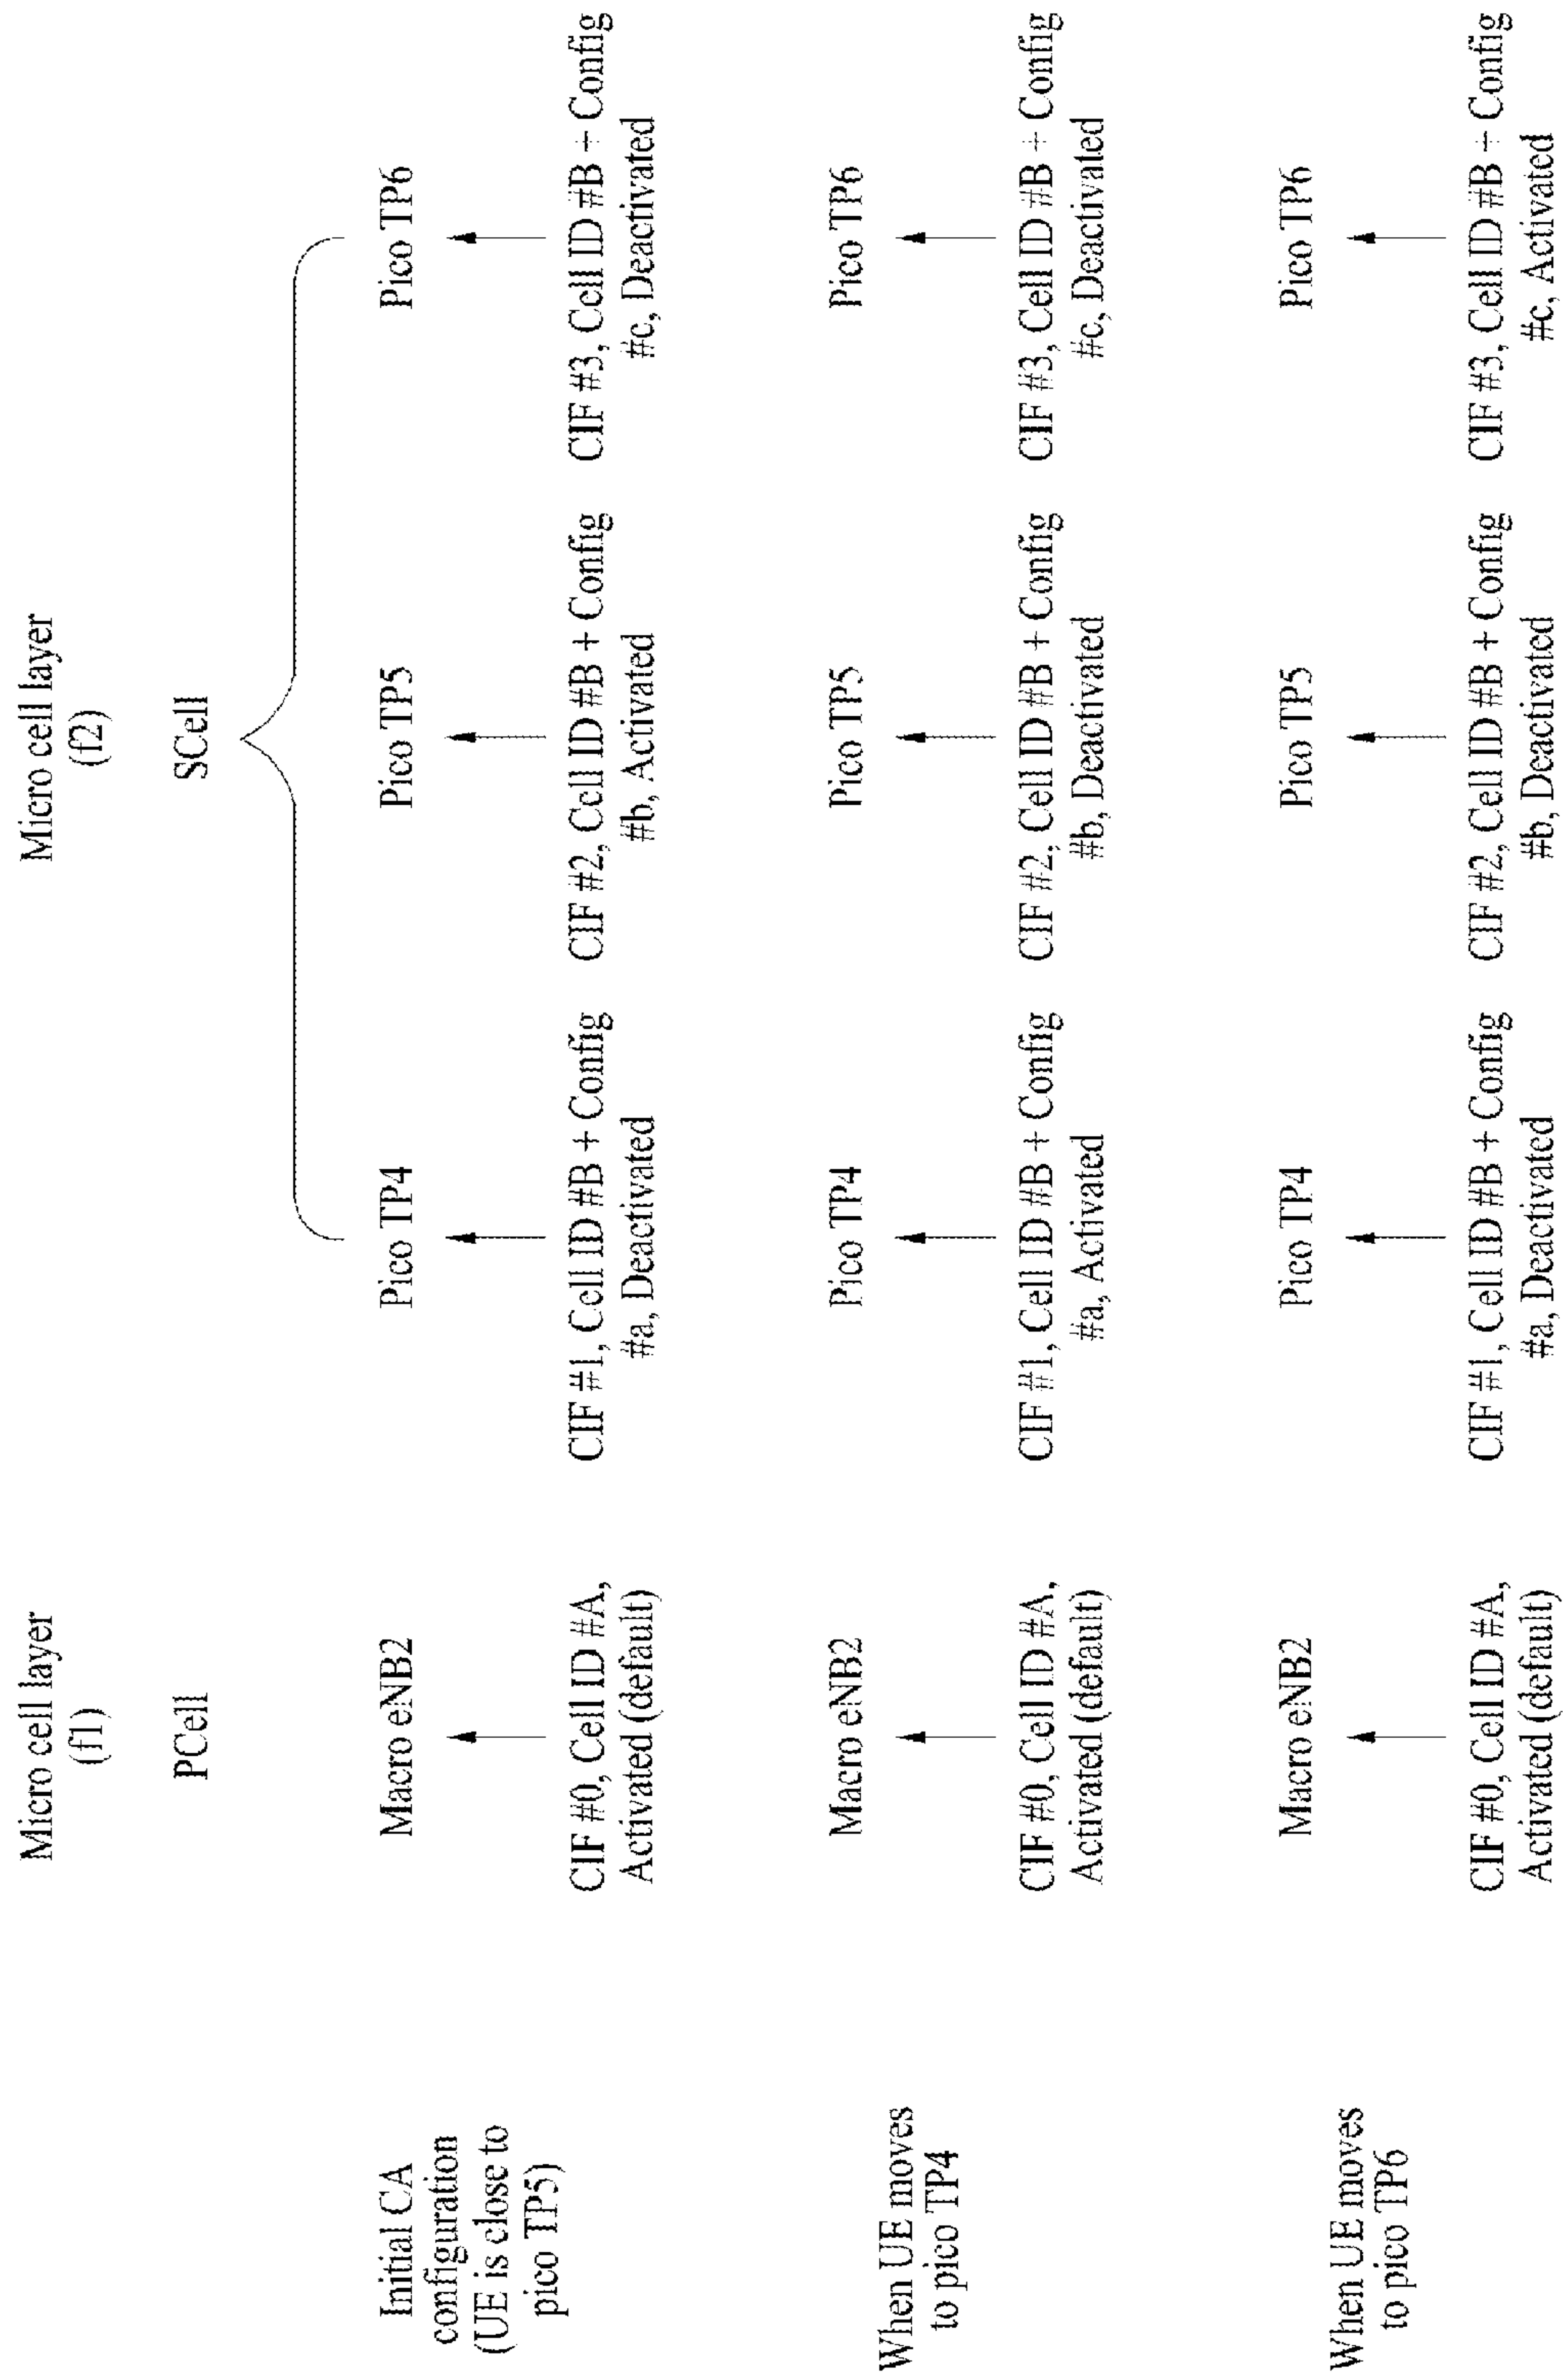 Micro cell layer
(f1)
Micro cell layer
(f2)
PCell
SCell
Initial CA
configuration
(UE is close to
pico TP5)
Macro eNB2
Pico TP4
Pico TP5
Pico TP6
CIF #0, Cell ID #A,
Activated (default)
CIF #1, Cell ID #B + Config
#a, Deactivated
CIF #2, Cell ID #B + Config
#b, Activated
CIF #3, Cell ID #B + Config
#c, Deactivated
When UE moves
to pico TP4
Macro eNB2
Pico TP4
Pico TP5
Pico TP6
CIF #0, Cell ID #A,
Activated (default)
CIF #1, Cell ID #B + Config
#a, Activated
CIF #2, Cell ID #B + Config
#b, Deactivated
CIF #3, Cell ID #B + Config
#c, Deactivated
When UE moves
to pico TP6
Macro eNB2
Pico TP4
Pico TP5
Pico TP6
CIF #0, Cell ID #A,
Activated (default)
CIF #1, Cell ID #B + Config
#a, Deactivated
CIF #2, Cell ID #B + Config
#b, Deactivated
CIF #3, Cell ID #B + Config
#c, Activated